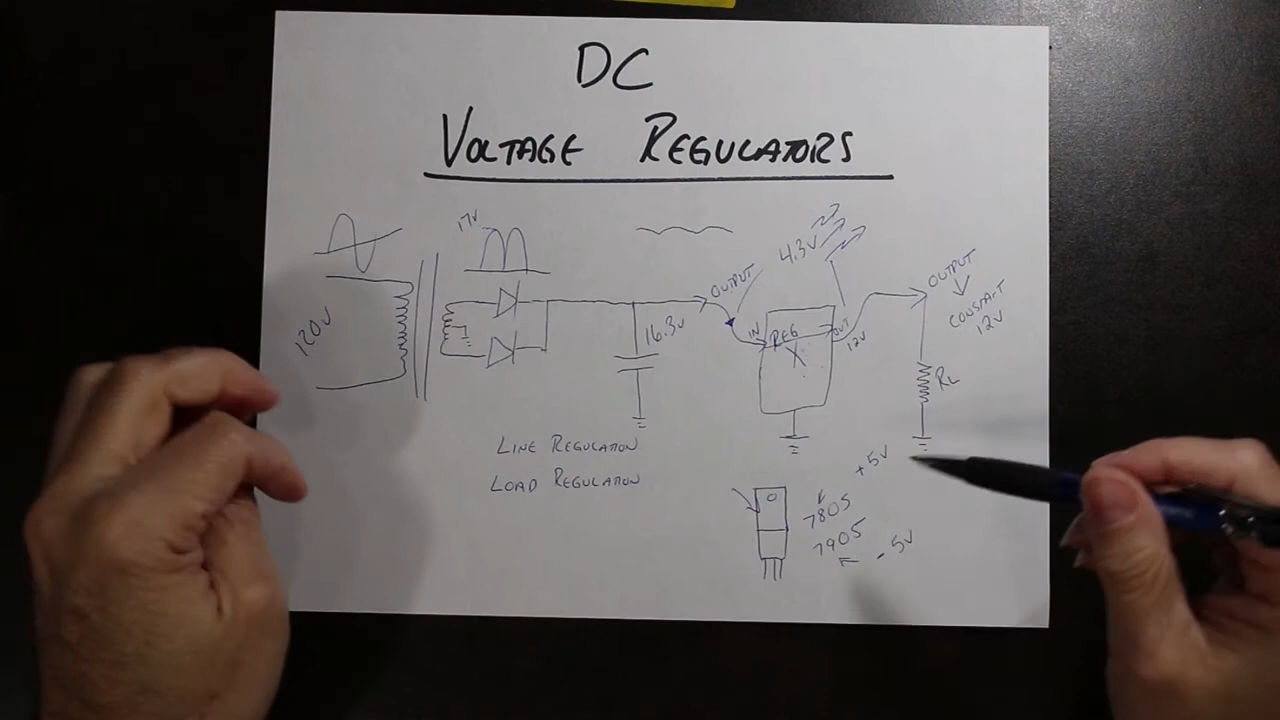 DC
VOLTAGE REGULATORS
17V
120V
16.3V
OUTPUT
4.3V
IN
REG
X
OUT
12V
OUTPUT
CONSTANT
12V
RL
LINE REGULATION
LOAD REGULATION
7805
+5V
7905
-5V